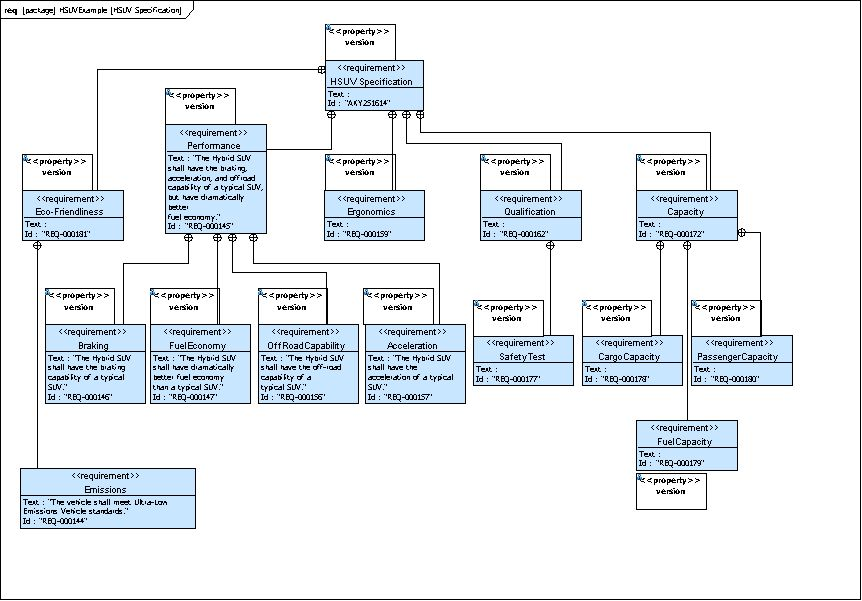 req [package] HSUVExample [HSUV Specification]
<<property>>
version
<<requirement>>
HSUV Specification
Text :
Id : "AKY251614"
<<property>>
version
<<requirement>>
Performance
Text : "The Hybrid SUV
shall have the braking,
acceleration, and offroad
capability of a typical SUV,
but have dramatically
better
fuel economy."
Id : "REQ-000145"
<<property>>
version
<<requirement>>
Eco-Friendliness
Text :
Id : "REQ-000181"
<<property>>
version
<<requirement>>
Ergonomics
Text :
Id : "REQ-000159"
<<property>>
version
<<requirement>>
Qualification
Text :
Id : "REQ-000162"
<<property>>
version
<<requirement>>
Capacity
Text :
Id : "REQ-000172"
<<property>>
version
<<requirement>>
Braking
Text : "The Hybrid SUV
shall have the braking
capability of a typical
SUV."
Id : "REQ-000146"
<<property>>
version
<<requirement>>
FuelEconomy
Text : "The Hybrid SUV
shall have dramatically
better fuel economy
than a typical SUV."
Id : "REQ-000147"
<<property>>
version
<<requirement>>
OffRoadCapability
Text : "The Hybrid SUV
shall have the off-road
capability of a
typical SUV."
Id : "REQ-000156"
<<property>>
version
<<requirement>>
Acceleration
Text : "The Hybrid SUV
shall have the
acceleration of a typical
SUV."
Id : "REQ-000157"
<<property>>
version
<<requirement>>
SafetyTest
Text :
Id : "REQ-000177"
<<property>>
version
<<requirement>>
CargoCapacity
Text :
Id : "REQ-000178"
<<property>>
version
<<requirement>>
PassengerCapacity
Text :
Id : "REQ-000180"
<<requirement>>
FuelCapacity
Text :
Id : "REQ-000179"
<<property>>
version
<<requirement>>
Emissions
Text : "The vehicle shall meet Ultra-Low
Emissions Vehicle standards."
Id : "REQ-000144"